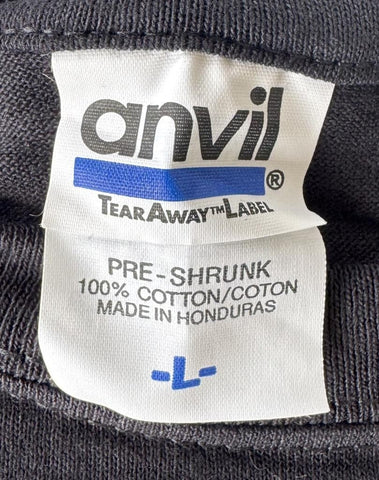 anvil
®
TEARAWAY™LABEL
PRE-SHRUNK
100% COTTON/COTON
MADE IN HONDURAS
-L-